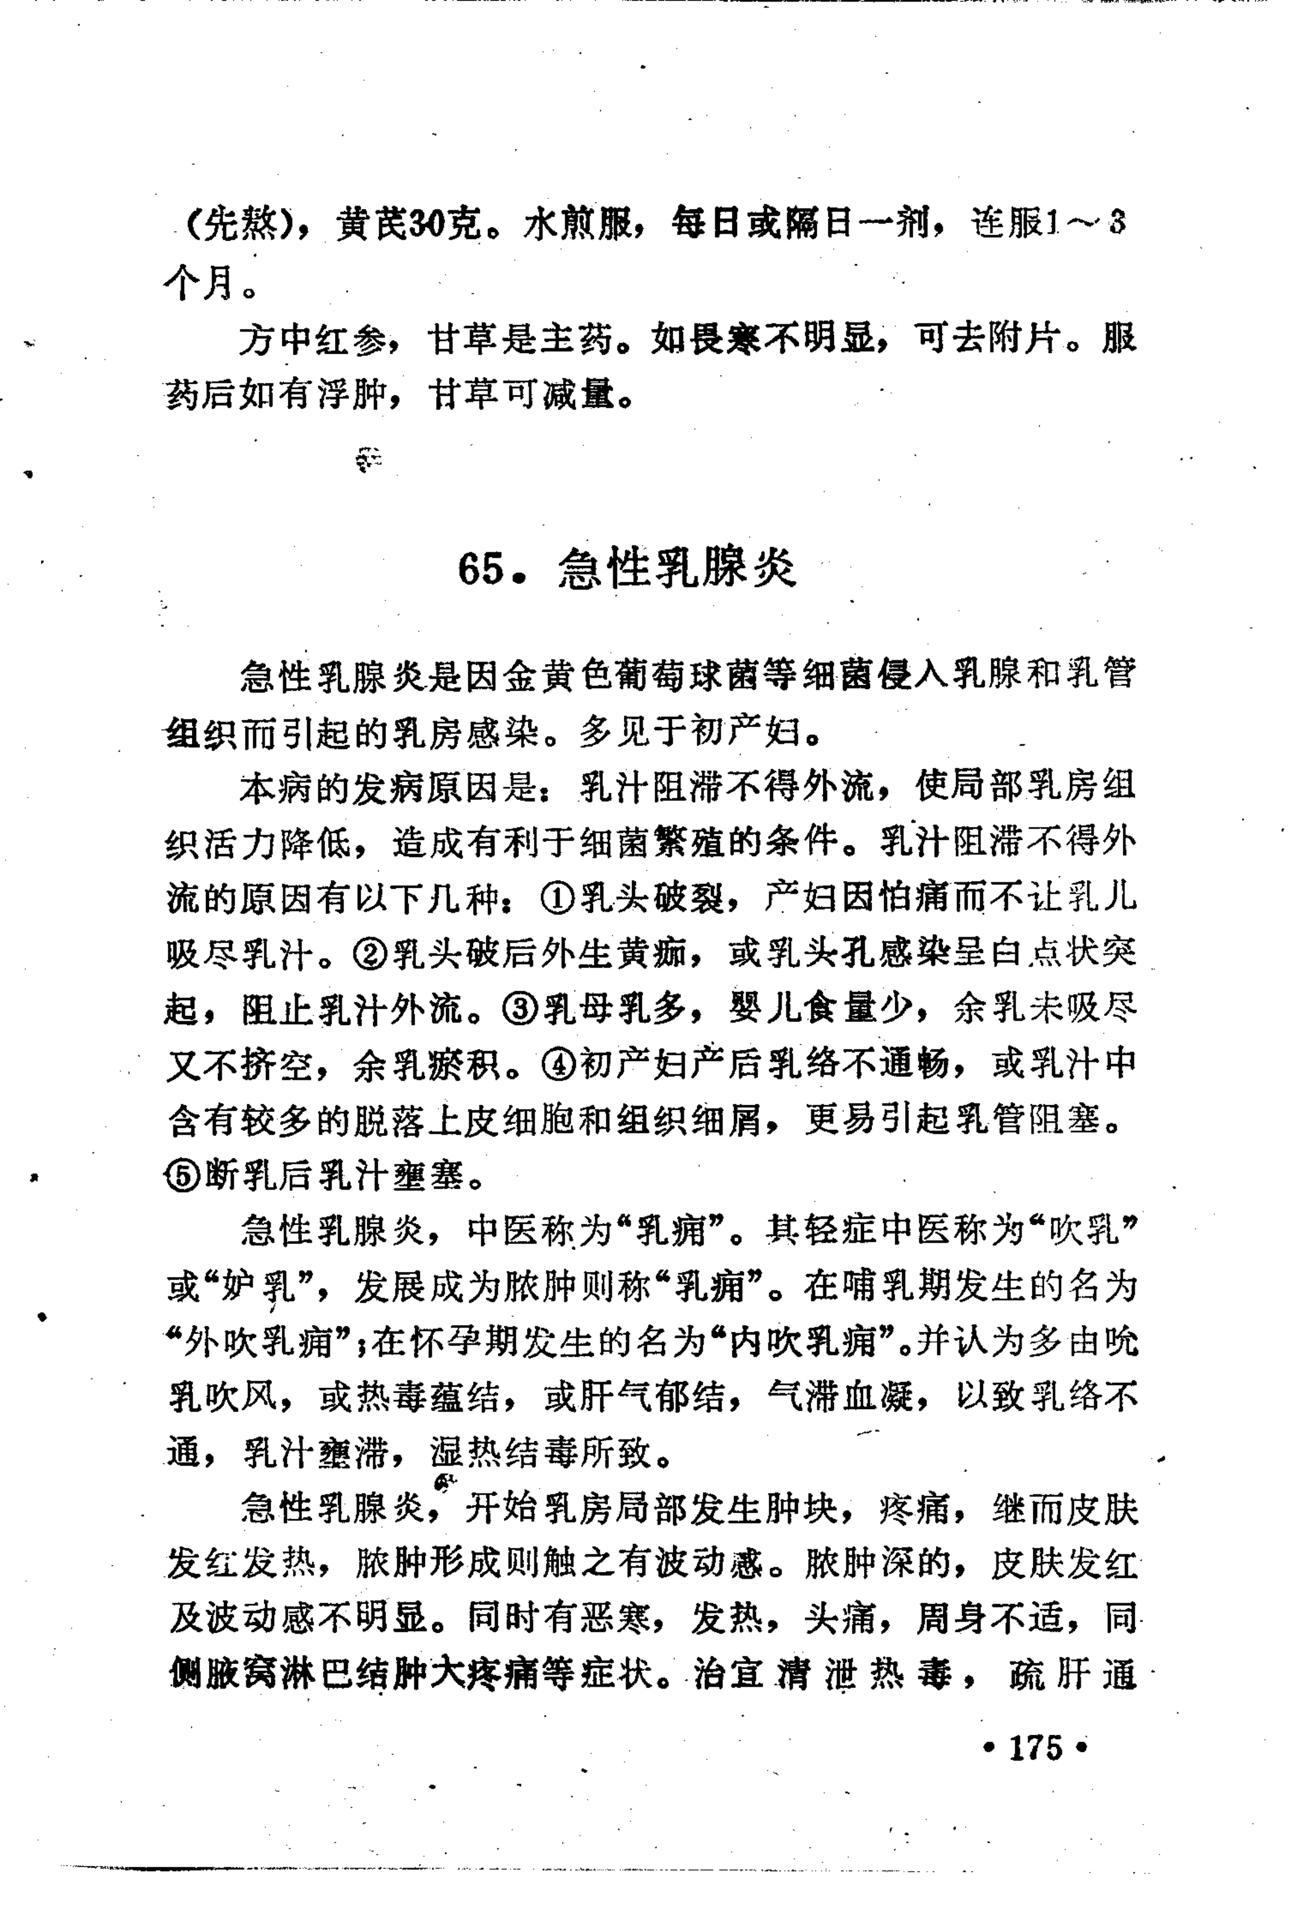 （先熬），黄芪30克。水煎服，每日或隔日一剂，连服1～3
个月。
方中红参，甘草是主药。如畏寒不明显，可去附片。服
药后如有浮肿，甘草可减量。
65．急性乳腺炎
急性乳腺炎是因金黄色葡萄球菌等细菌侵入乳腺和乳管
组织而引起的乳房感染。多见于初产妇。
本病的发病原因是：乳汁阻滞不得外流，使局部乳房组
织活力降低，造成有利于细菌繁殖的条件。乳汁阻滞不得外
流的原因有以下几种：①乳头破裂，产妇因怕痛而不让乳儿
吸尽乳汁。②乳头破后外生黄痂，或乳头孔感染呈白点状突
起，阻止乳汁外流。③乳母乳多，婴儿食量少，余乳未吸尽
又不挤空，余乳瘀积。④初产妇产后乳络不通畅，或乳汁中
含有较多的脱落上皮细胞和组织细屑，更易引起乳管阻塞。
⑤断乳后乳汁壅塞。
急性乳腺炎，中医称为“乳痈”。其轻症中医称为“吹乳”
或“妒乳”，发展成为脓肿则称“乳痈”。在哺乳期发生的名为
“外吹乳痈”；在怀孕期发生的名为“内吹乳痈”。并认为多由吮
乳吹风，或热毒蕴结，或肝气郁结，气滞血凝，以致乳络不
通，乳汁壅滞，湿热结毒所致。
急性乳腺炎，开始乳房局部发生肿块，疼痛，继而皮肤
发红发热，脓肿形成则触之有波动感。脓肿深的，皮肤发红
及波动感不明显。同时有恶寒，发热，头痛，周身不适，同
侧腋窝淋巴结肿大疼痛等症状。治宜清泄热毒，疏肝通
•175•